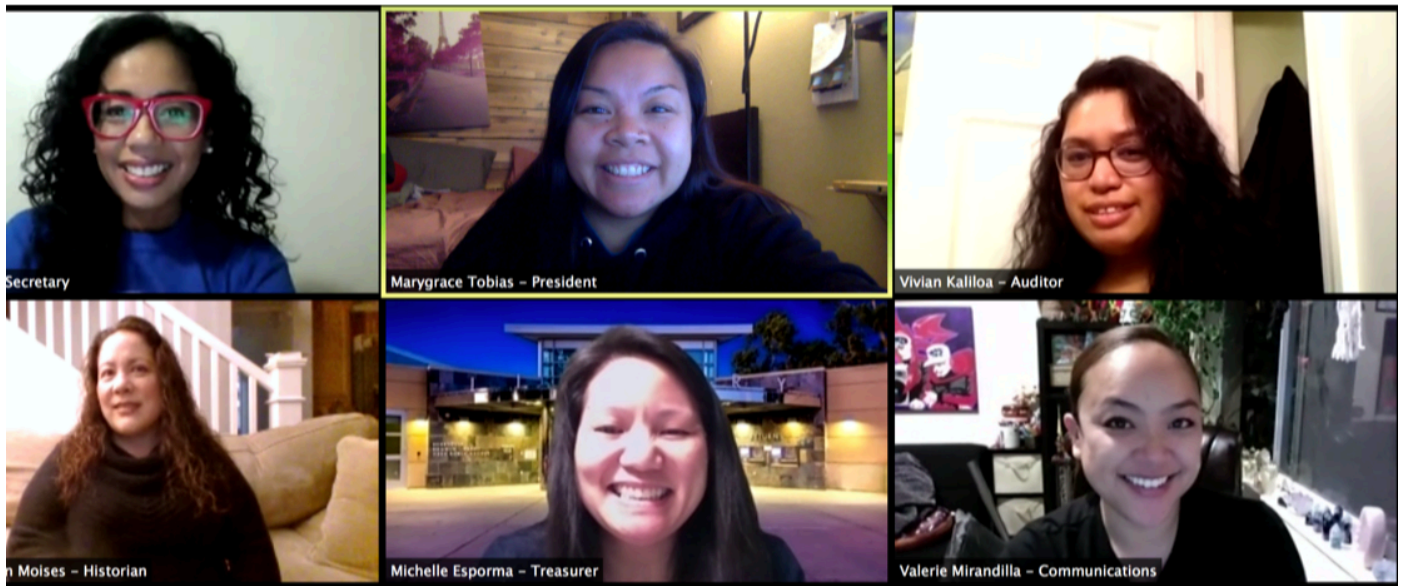 Secretary
Marygrace Tobias – President
Vivian Kaliloa – Auditor
n Moises – Historian
Michelle Esporma – Treasurer
Valerie Mirandilla – Communications